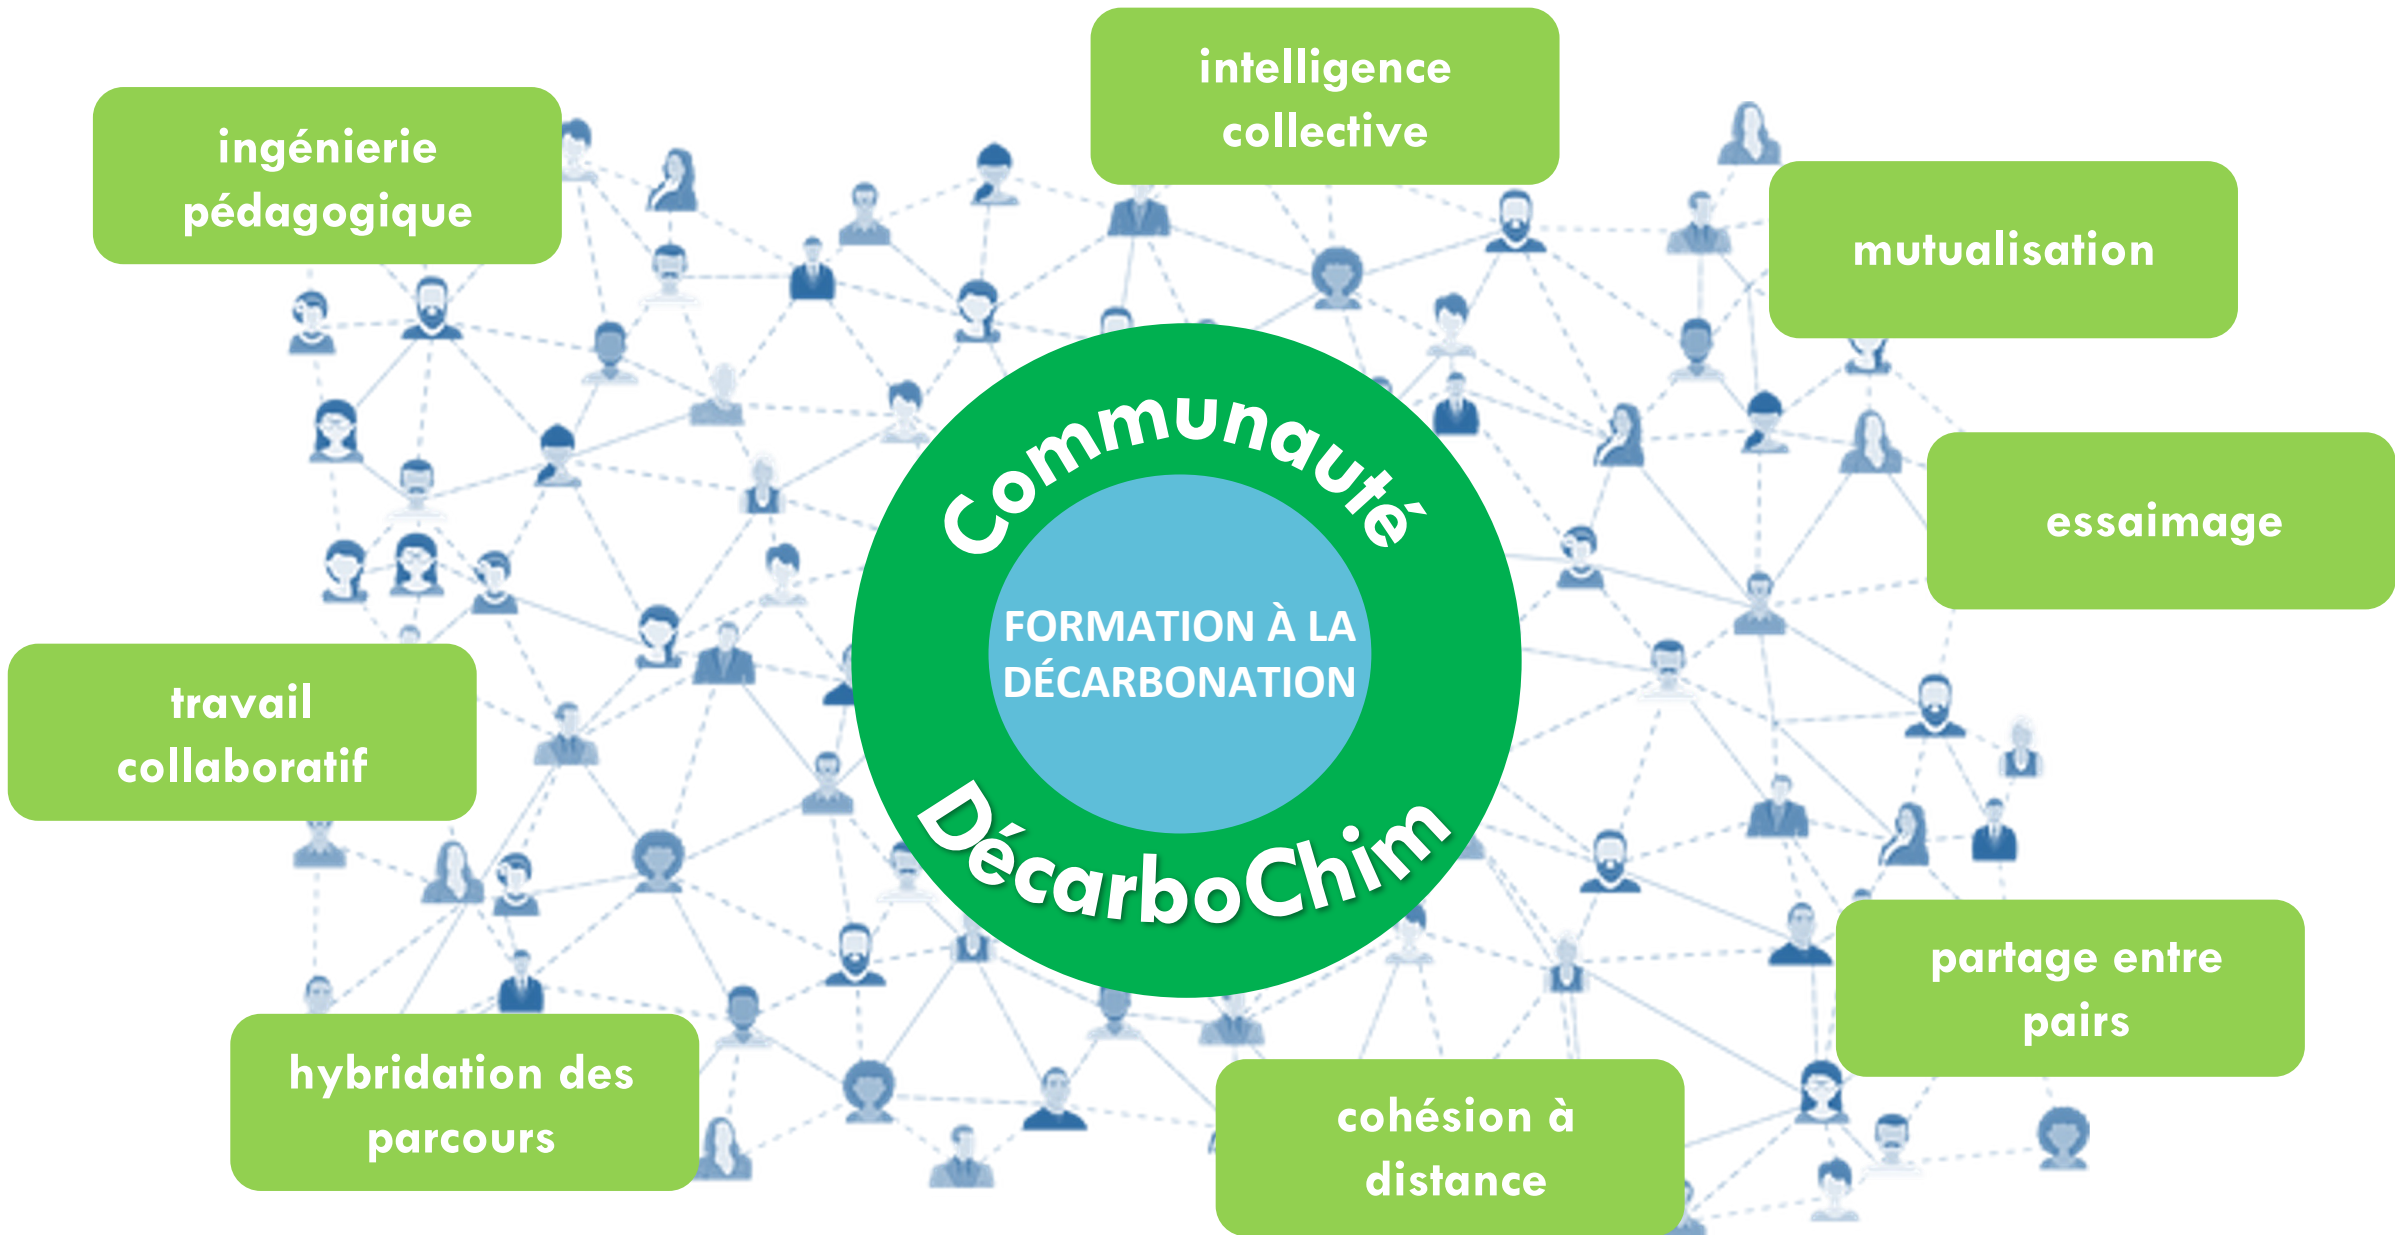 intelligence
collective
ingénierie
pédagogique
mutualisation
Communauté
essaimage
FORMATION À LA
DÉCARBONATION
travail
collaboratif
DécarboChim
partage entre
pairs
hybridation des
parcours
cohésion à
distance